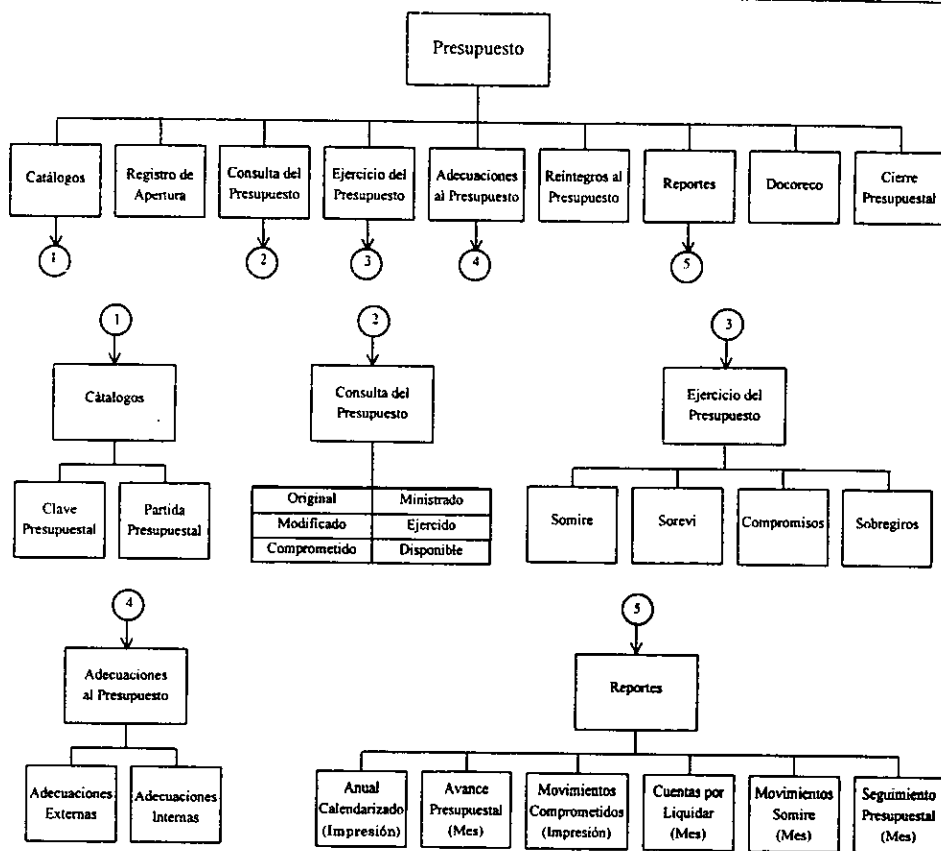 Presupuesto
Catálogos
Registro de
Apertura
Consulta del
Presupuesto
Ejercicio del
Presupuesto
Adecuaciones
al Presupuesto
Reintegros al
Presupuesto
Reportes
Docoreco
Cierre
Presupuestal
1
2
3
4
5
1
Càtalogos
Clave
Presupuestal
Partida
Presupuestal
2
Consulta del
Presupuesto
Original Ministrado
Modificado Ejercido
Comprometido Disponible
3
Ejercicio del
Presupuesto
Somire
Sorevi
Compromisos
Sobregiros
4
Adecuaciones
al Presupuesto
Adecuaciones
Externas
Adecuaciones
Internas
5
Reportes
Anual
Calendarizado
(Impresión)
Avance
Presupuestal
(Mes)
Movimientos
Comprometidos
(Impresión)
Cuentas por
Liquidar
(Mes)
Movimientos
Somire
(Mes)
Seguimiento
Presupuestal
(Mes)